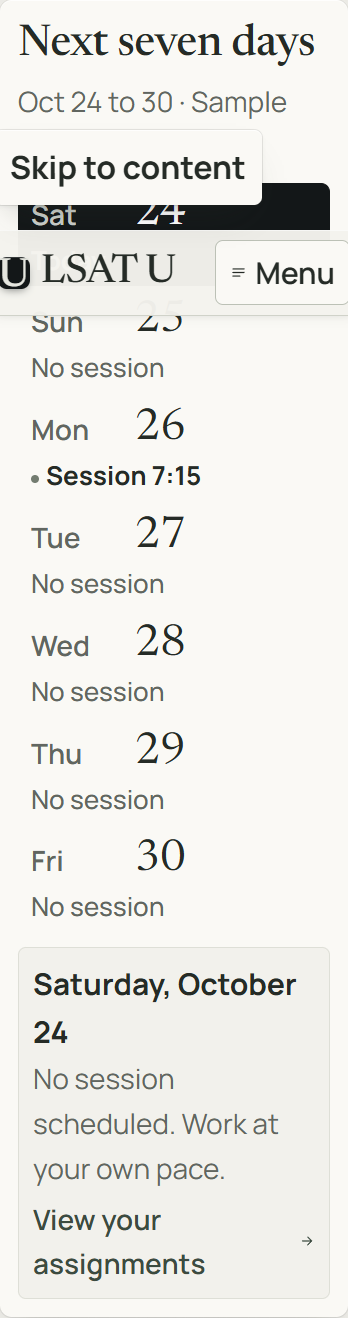 Next seven days
Oct 24 to 30 · Sample
Skip to content
Sat 24
U LSAT U Menu
Sun 25
No session
Mon 26
• Session 7:15
Tue 27
No session
Wed 28
No session
Thu 29
No session
Fri 30
No session
Saturday, October
24
No session
scheduled. Work at
your own pace.
View your
assignments →